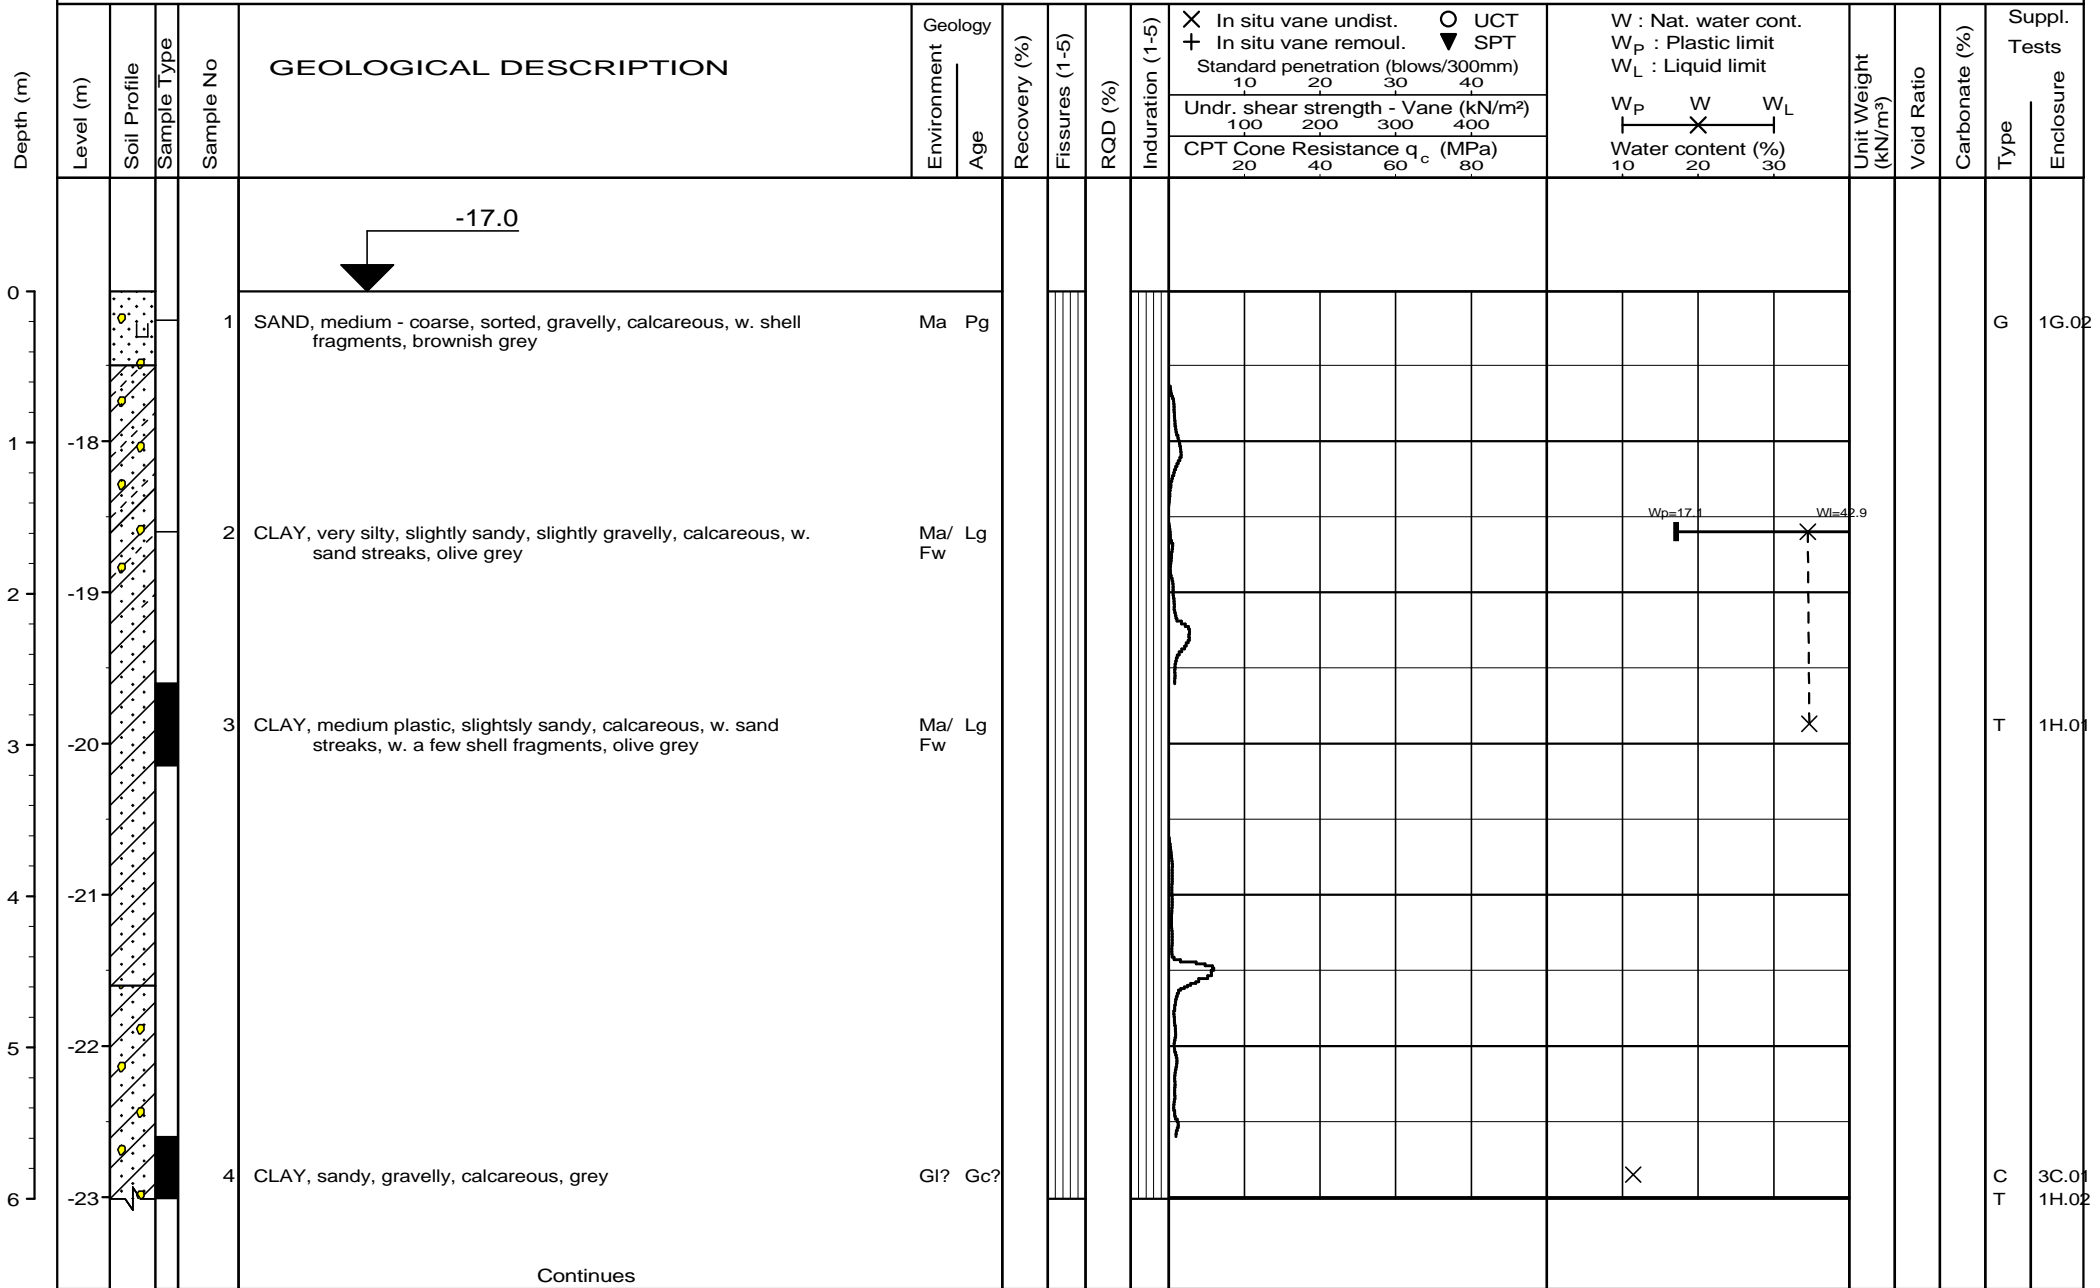 Depth (m)
Level (m)
Soil Profile
Sample Type
Sample No
GEOLOGICAL DESCRIPTION
Geology
Environment
Age
Recovery (%)
Fissures (1-5)
RQD (%)
Induration (1-5)
× In situ vane undist. O UCT
+ In situ vane remoul. ▼ SPT
Standard penetration (blows/300mm)
10 20 30 40
Undr. shear strength - Vane (kN/m²)
100 200 300 400
CPT Cone Resistance qc (MPa)
20 40 60 80
W : Nat. water cont.
WP : Plastic limit
WL : Liquid limit
WP W WL
Water content (%)
10 20 30
Unit Weight
(kN/m³)
Void Ratio
Carbonate (%)
Suppl.
Tests
Type
Enclosure
-17.0
0
1 SAND, medium - coarse, sorted, gravelly, calcareous, w. shell Ma Pg G 1G.02
fragments, brownish grey
1 -18
Wp=17.1 Wl=42.9
2 CLAY, very silty, slightly sandy, slightly gravelly, calcareous, w. Ma/ Lg
sand streaks, olive grey Fw
2 -19
3 CLAY, medium plastic, slightsly sandy, calcareous, w. sand Ma/ Lg T 1H.01
streaks, w. a few shell fragments, olive grey Fw
3 -20
-21
4
5 -22
4 CLAY, sandy, gravelly, calcareous, grey Gl? Gc? C 3C.01
6 -23 T 1H.02
Continues